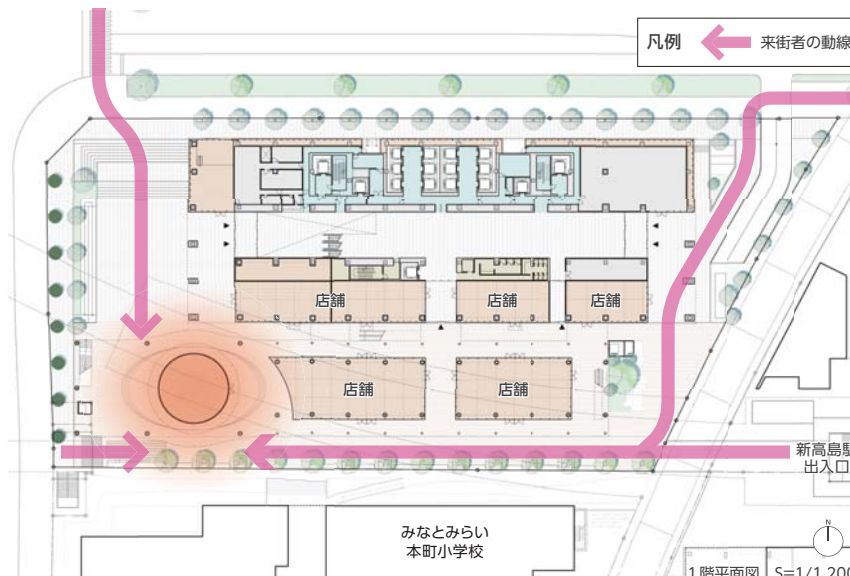 凡例
来街者の動線
店舗
店舗
店舗
店舗
店舗
新高島駅
出入口
みなとみらい
本町小学校
N
1階平面図
S=1/1,200